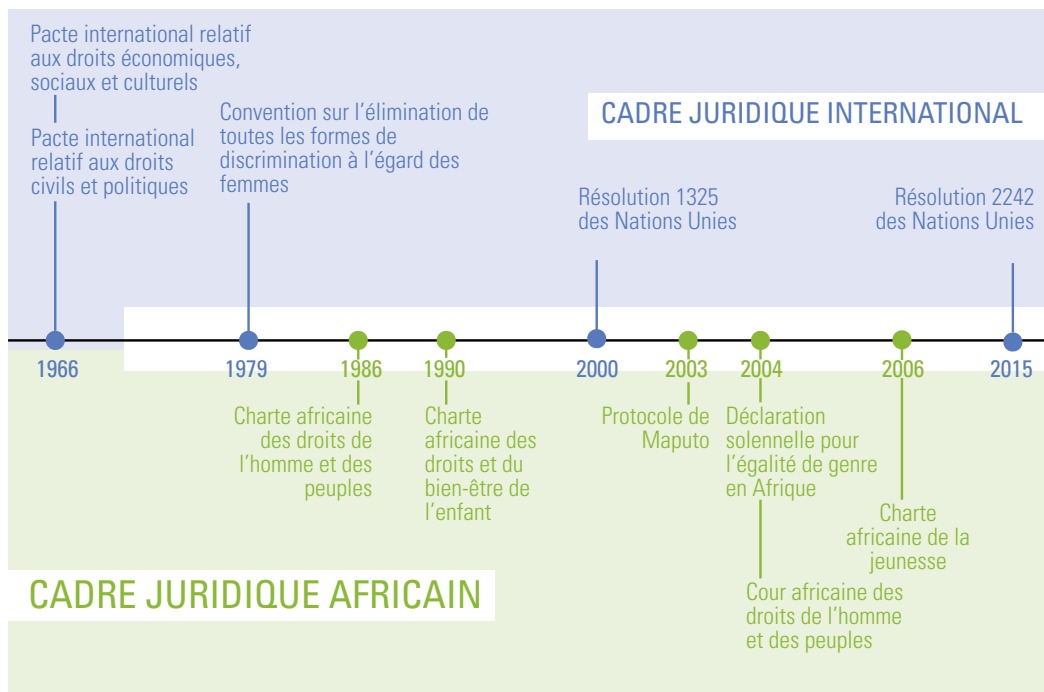 Pacte international relatif
aux droits économiques,
sociaux et culturels
Pacte international
relatif aux droits
civils et politiques
Convention sur l'élimination de
toutes les formes de
discrimination à l'égard des
femmes
CADRE JURIDIQUE INTERNATIONAL
Résolution 1325
des Nations Unies
Résolution 2242
des Nations Unies
1966
1979
1986
1990
2000
2003
2004
2006
2015
Charte africaine
des droits de
l'homme et des
peuples
Charte
africaine des
droits et du
bien-être de
l'enfant
Protocole de
Maputo
Déclaration
solennelle pour
l'égalité de genre
en Afrique
Charte
africaine de la
jeunesse
Cour africaine des
droits de l'homme
et des peuples
CADRE JURIDIQUE AFRICAIN